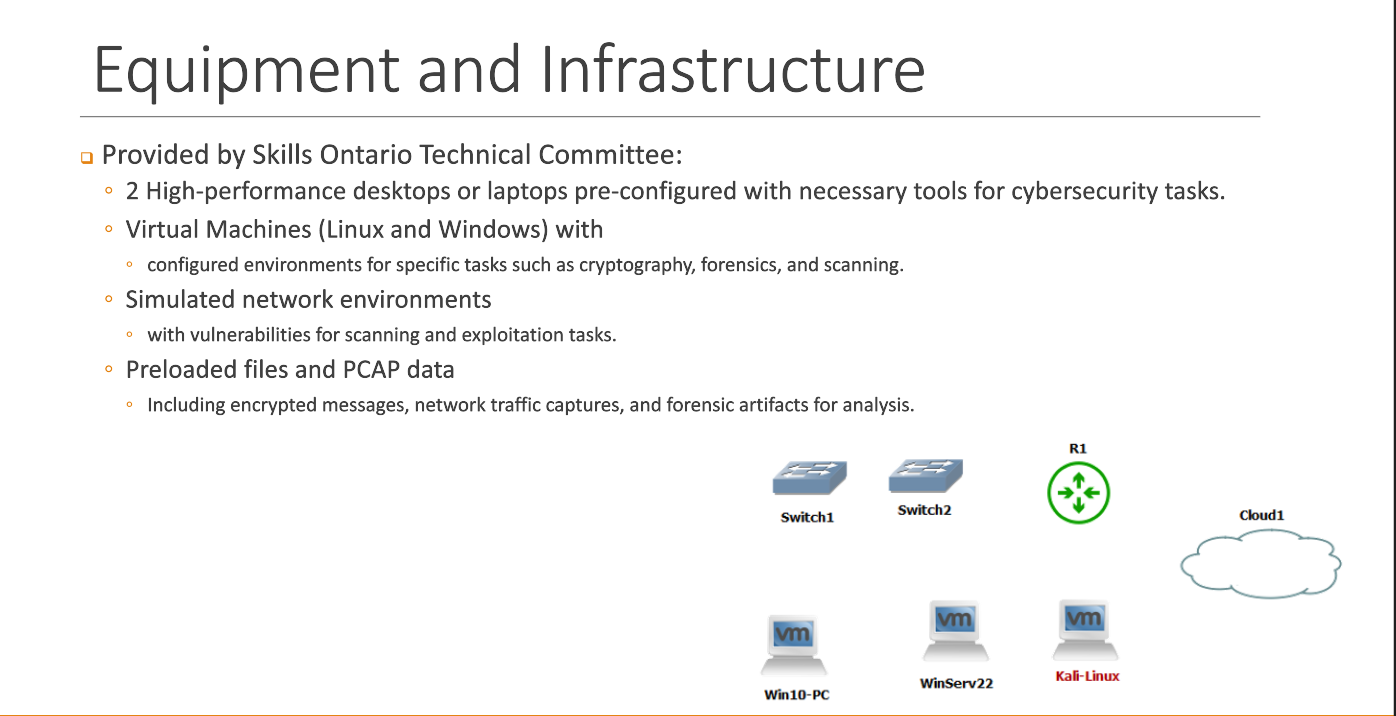 Equipment and Infrastructure
Provided by Skills Ontario Technical Committee:
2 High-performance desktops or laptops pre-configured with necessary tools for cybersecurity tasks.
Virtual Machines (Linux and Windows) with
configured environments for specific tasks such as cryptography, forensics, and scanning.
Simulated network environments
with vulnerabilities for scanning and exploitation tasks.
Preloaded files and PCAP data
Including encrypted messages, network traffic captures, and forensic artifacts for analysis.
R1
Switch1
Switch2
Cloud1
vm
vm
vm
Win10-PC
WinServ22
Kali-Linux